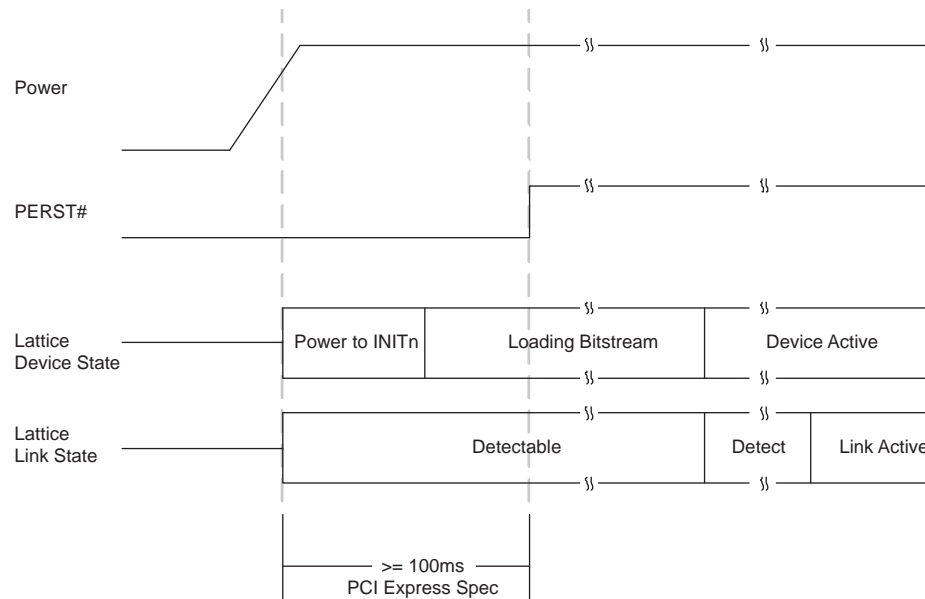 Power
PERST#
Lattice
Device State
Power to INITn
Loading Bitstream
Device Active
Lattice
Link State
Detectable
Detect
Link Active
>= 100ms
PCI Express Spec